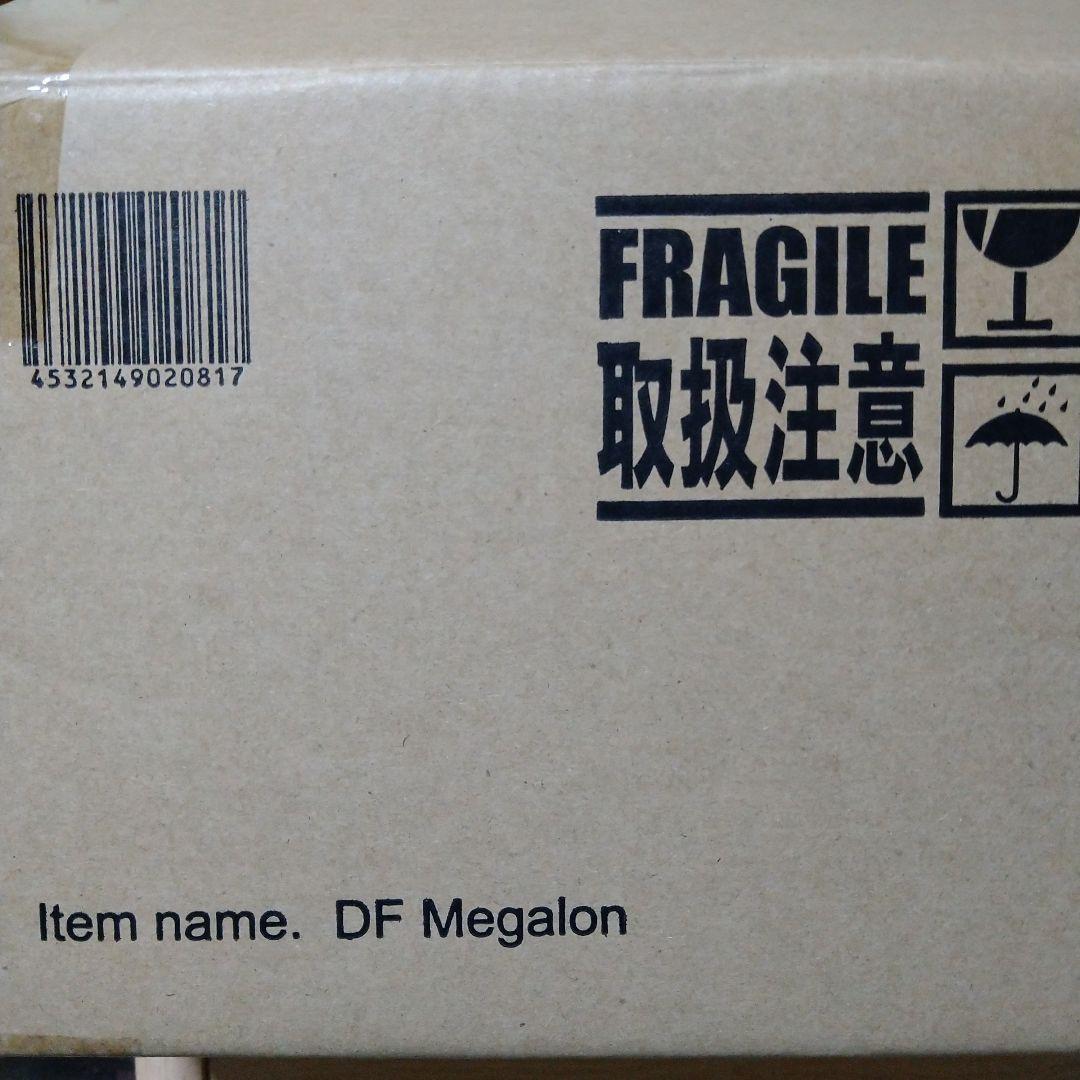 FRAGILE
取扱注意
4532149020817
Item name. DF Megalon